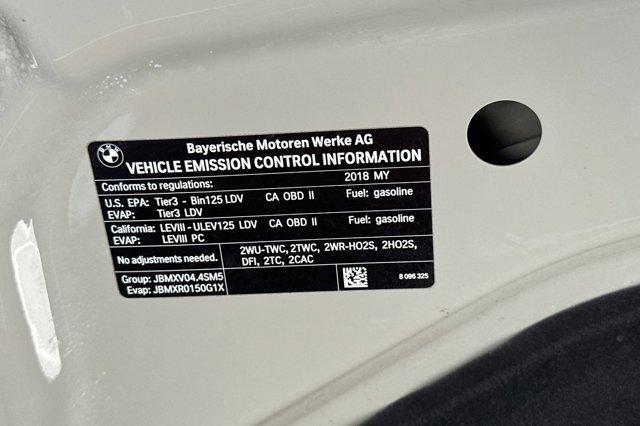 BMW
Bayerische Motoren Werke AG
VEHICLE EMISSION CONTROL INFORMATION
Conforms to regulations: 2018 MY
U.S. EPA: Tier3 - Bin125 LDV CA OBD II Fuel: gasoline
EVAP: Tier3 LDV
California: LEVIII - ULEV125 LDV CA OBD II Fuel: gasoline
EVAP: LEVIII PC
No adjustments needed. 2WU-TWC, 2TWC, 2WR-HO2S, 2HO2S,
DFI, 2TC, 2CAC
Group: JBMXV04.4SM5
Evap: JBMXR0150G1X 8 096 325